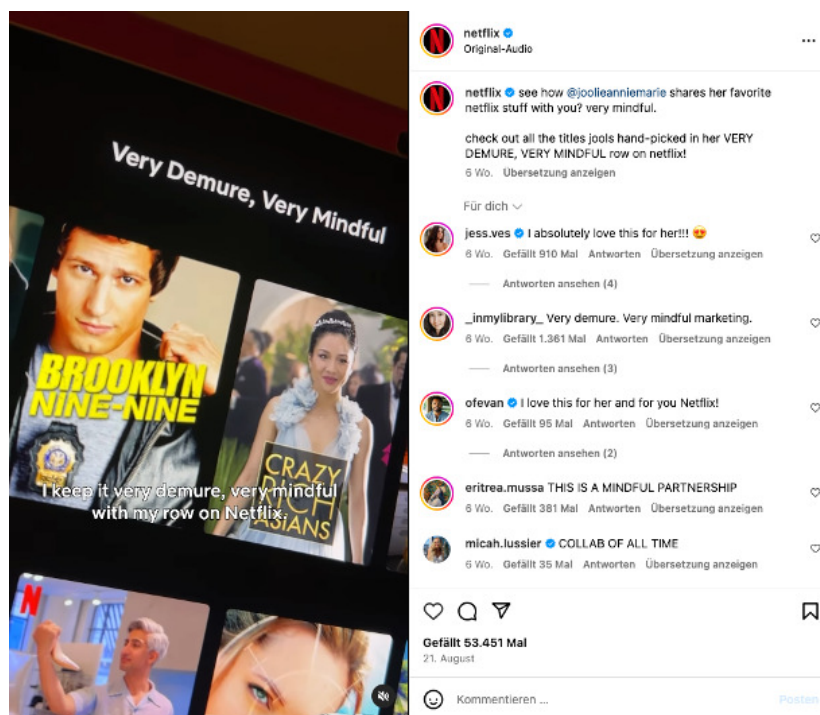 Very Demure, Very Mindful
BROOKLYN
NINE-NINE
CRAZY
RICH
ASIANS
I keep it very demure, very mindful
with my row on Netflix.
N
netflix
Original-Audio
netflix see how @joolieannie​marie shares her favorite
netflix stuff with you? very mindful.
check out all the titles jools hand-picked in her VERY
DEMURE, VERY MINDFUL row on netflix!
6 Wo. Übersetzung anzeigen
Für dich
jess.ves I absolutely love this for her!!! 😍
6 Wo. Gefällt 910 Mal Antworten Übersetzung anzeigen
Antworten ansehen (4)
_inmylibrary_ Very demure. Very mindful marketing.
6 Wo. Gefällt 1.361 Mal Antworten Übersetzung anzeigen
Antworten ansehen (3)
ofevan I love this for her and for you Netflix!
6 Wo. Gefällt 95 Mal Antworten Übersetzung anzeigen
Antworten ansehen (2)
eritrea.mussa THIS IS A MINDFUL PARTNERSHIP
6 Wo. Gefällt 381 Mal Antworten Übersetzung anzeigen
micah.lussier COLLAB OF ALL TIME
6 Wo. Gefällt 35 Mal Antworten Übersetzung anzeigen
Gefällt 53.451 Mal
21. August
Kommentieren ...
Posten